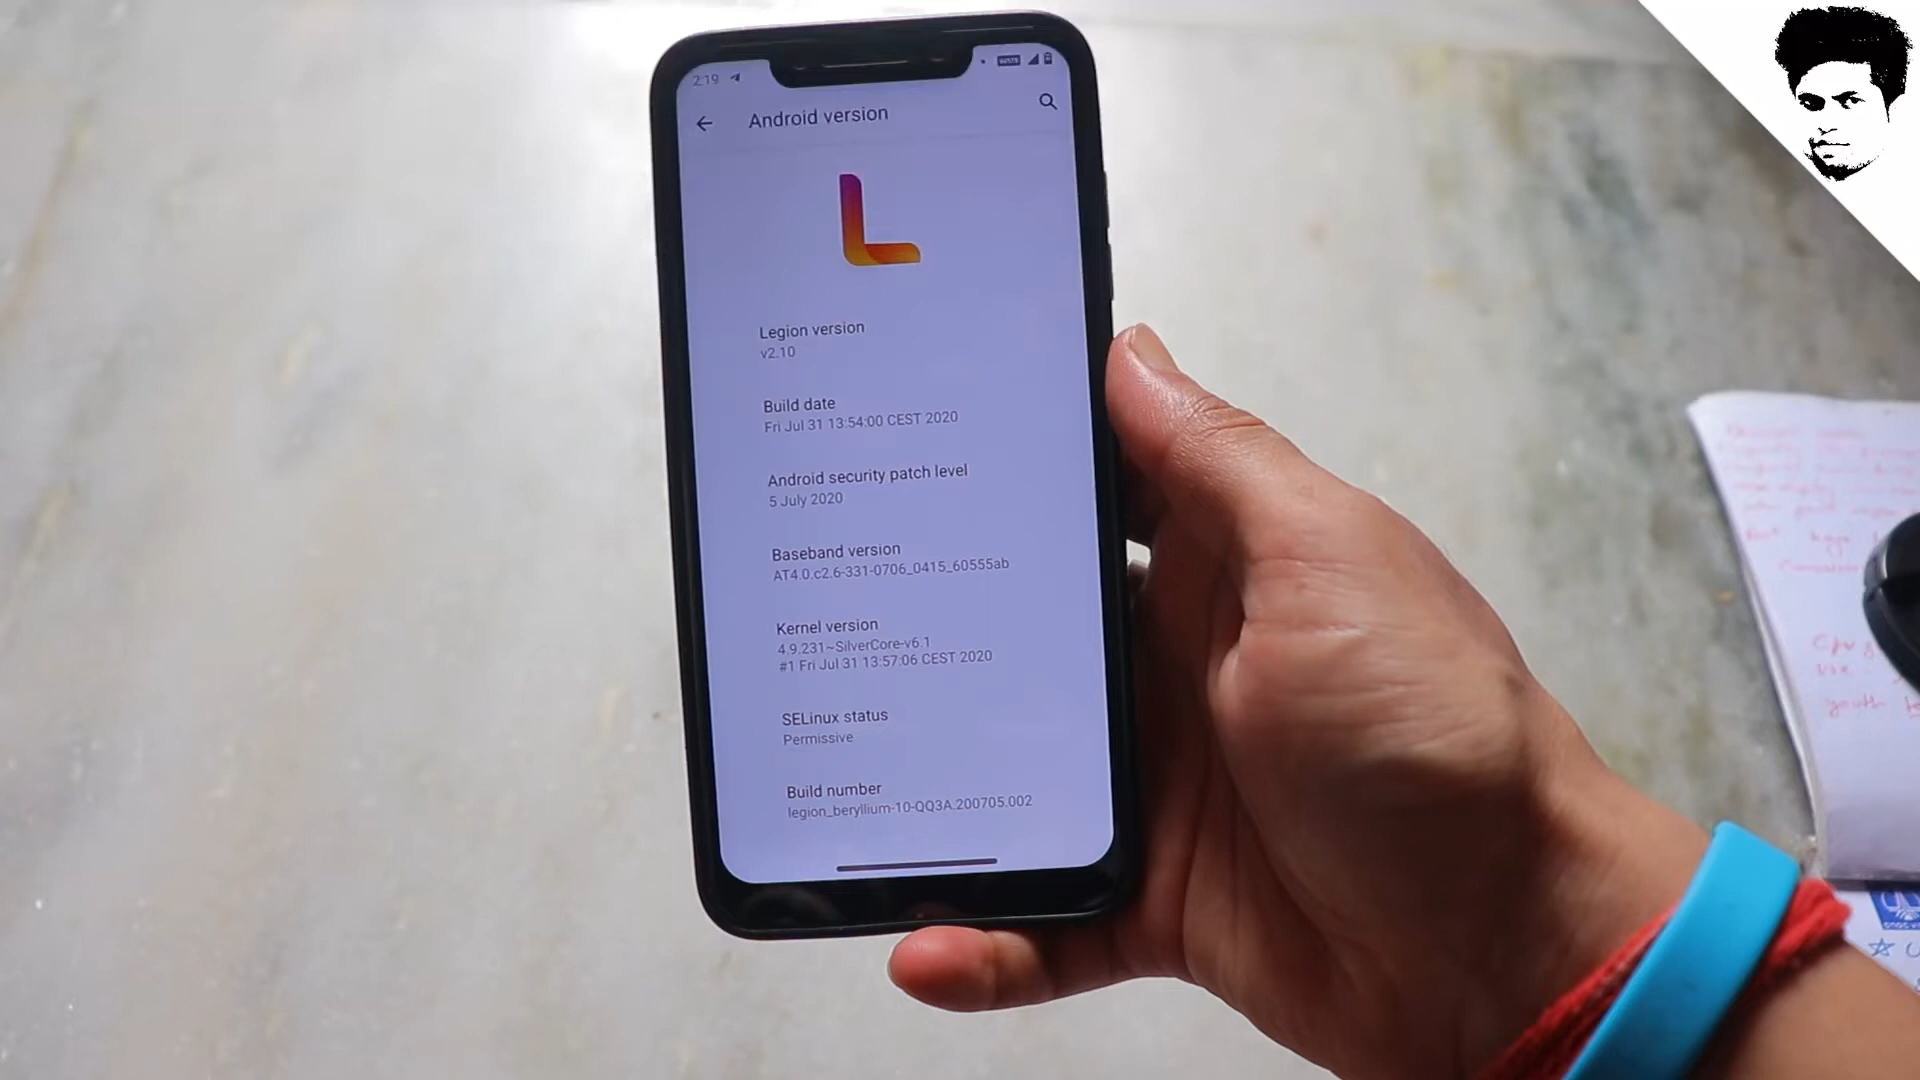 2:19
Android version
Legion version
v2.10
Build date
Fri Jul 31 13:54:00 CEST 2020
Android security patch level
5 July 2020
Baseband version
AT4.0.c2.6-331-0706_0415_60555ab
Kernel version
4.9.231~SilverCore-v6.1
#1 Fri Jul 31 13:57:06 CEST 2020
SELinux status
Permissive
Build number
legion_beryllium-10-QQ3A.200705.002
youth